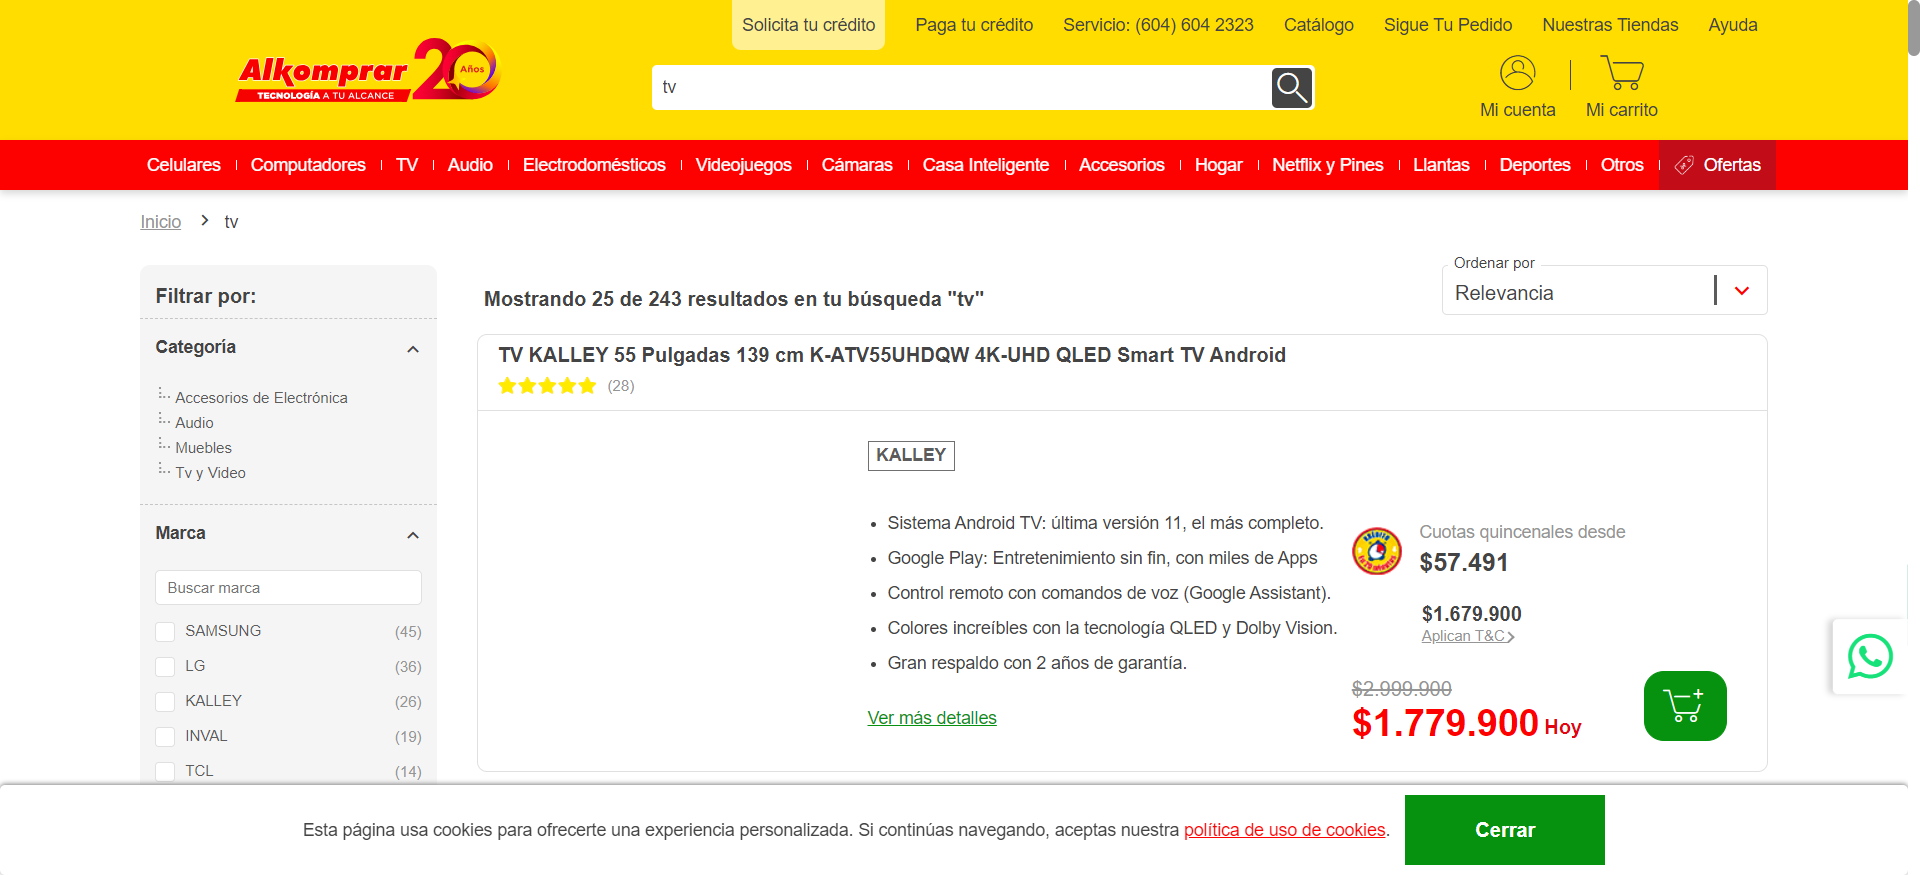 Solicita tu crédito
Paga tu crédito
Servicio: (604) 604 2323
Catálogo
Sigue Tu Pedido
Nuestras Tiendas
Ayuda
Alkomprar 20 Años
TECNOLOGÍA A TU ALCANCE
tv
Mi cuenta
Mi carrito
Celulares
Computadores
TV
Audio
Electrodomésticos
Videojuegos
Cámaras
Casa Inteligente
Accesorios
Hogar
Netflix y Pines
Llantas
Deportes
Otros
Ofertas
Inicio > tv
Filtrar por:
Categoría
Accesorios de Electrónica
Audio
Muebles
Tv y Video
Marca
Buscar marca
SAMSUNG (45)
LG (36)
KALLEY (26)
INVAL (19)
TCL (14)
Mostrando 25 de 243 resultados en tu búsqueda "tv"
Ordenar por
Relevancia
TV KALLEY 55 Pulgadas 139 cm K-ATV55UHDQW 4K-UHD QLED Smart TV Android
(28)
KALLEY
• Sistema Android TV: última versión 11, el más completo.
• Google Play: Entretenimiento sin fin, con miles de Apps
• Control remoto con comandos de voz (Google Assistant).
• Colores increíbles con la tecnología QLED y Dolby Vision.
• Gran respaldo con 2 años de garantía.
Ver más detalles
Cuotas quincenales desde
$57.491
$1.679.900
Aplican T&C
$2.999.900
$1.779.900 Hoy
Esta página usa cookies para ofrecerte una experiencia personalizada. Si continúas navegando, aceptas nuestra política de uso de cookies.
Cerrar